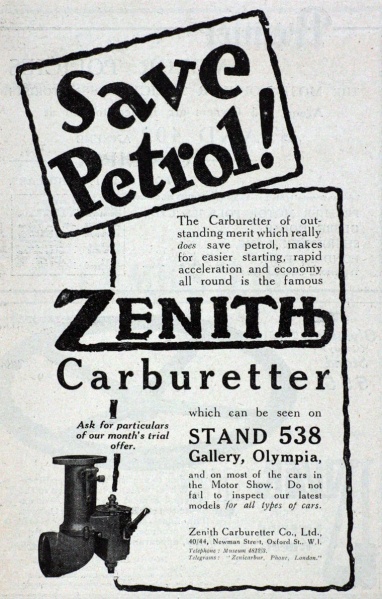 Save
Petrol!
The Carburetter of out-
standing merit which really
does save petrol, makes
for easier starting, rapid
acceleration and economy
all round is the famous
ZENITH
Carburetter
Ask for particulars
of our month's trial
offer.
which can be seen on
STAND 538
Gallery, Olympia,
and on most of the cars in
the Motor Show. Do not
fail to inspect our latest
models for all types of cars.
Zenith Carburetter Co., Ltd.,
40/44, Newman Street, Oxford St., W.1.
Telephone: Museum
Telegrams: "Zenicarbur, Phone, London."